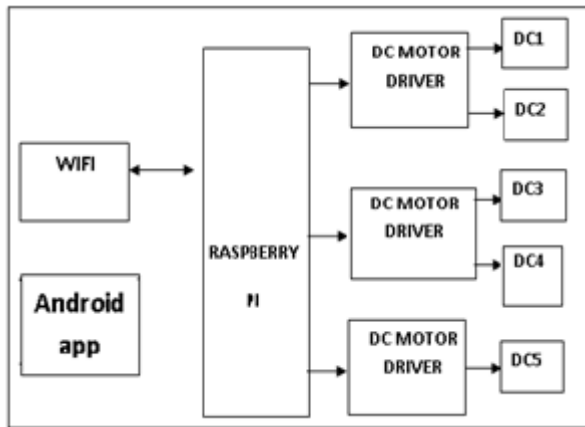 WIFI
Android
app
RASPBERRY
PI
DC MOTOR
DRIVER
DC1
DC2
DC MOTOR
DRIVER
DC3
DC4
DC MOTOR
DRIVER
DC5